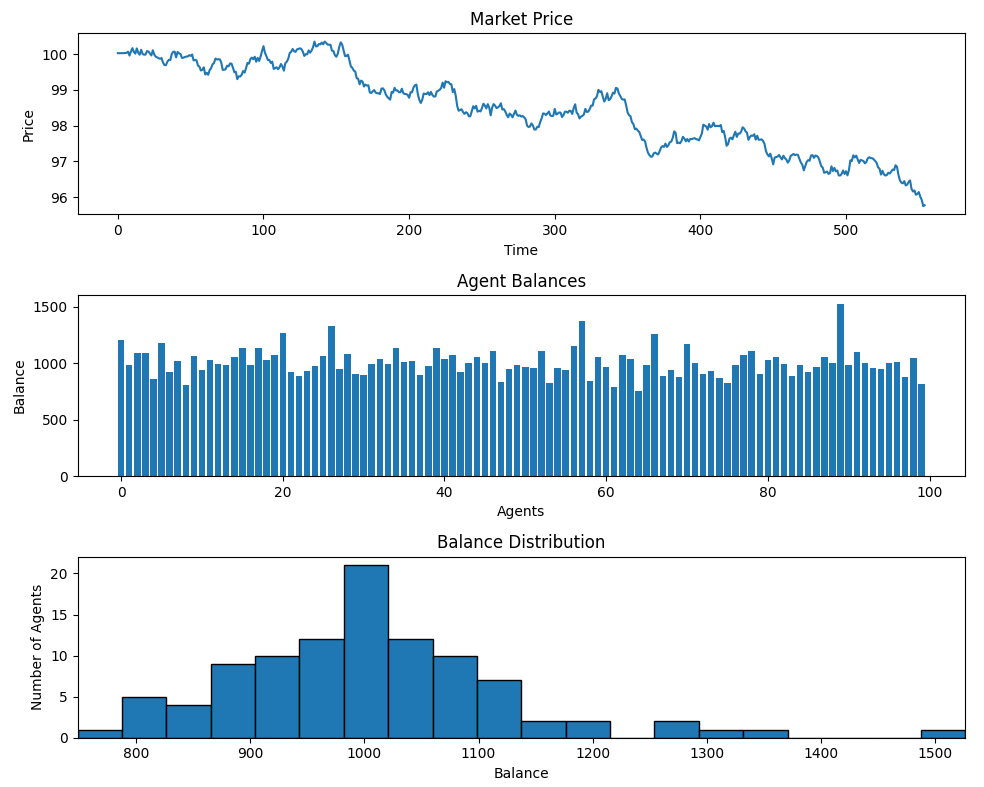 Market Price
100
99
98
97
96
Price
0 100 200 300 400 500
Time
Agent Balances
1500
1000
500
0
Balance
0 20 40 60 80 100
Agents
Balance Distribution
20
15
10
5
0
Number of Agents
800 900 1000 1100 1200 1300 1400 1500
Balance